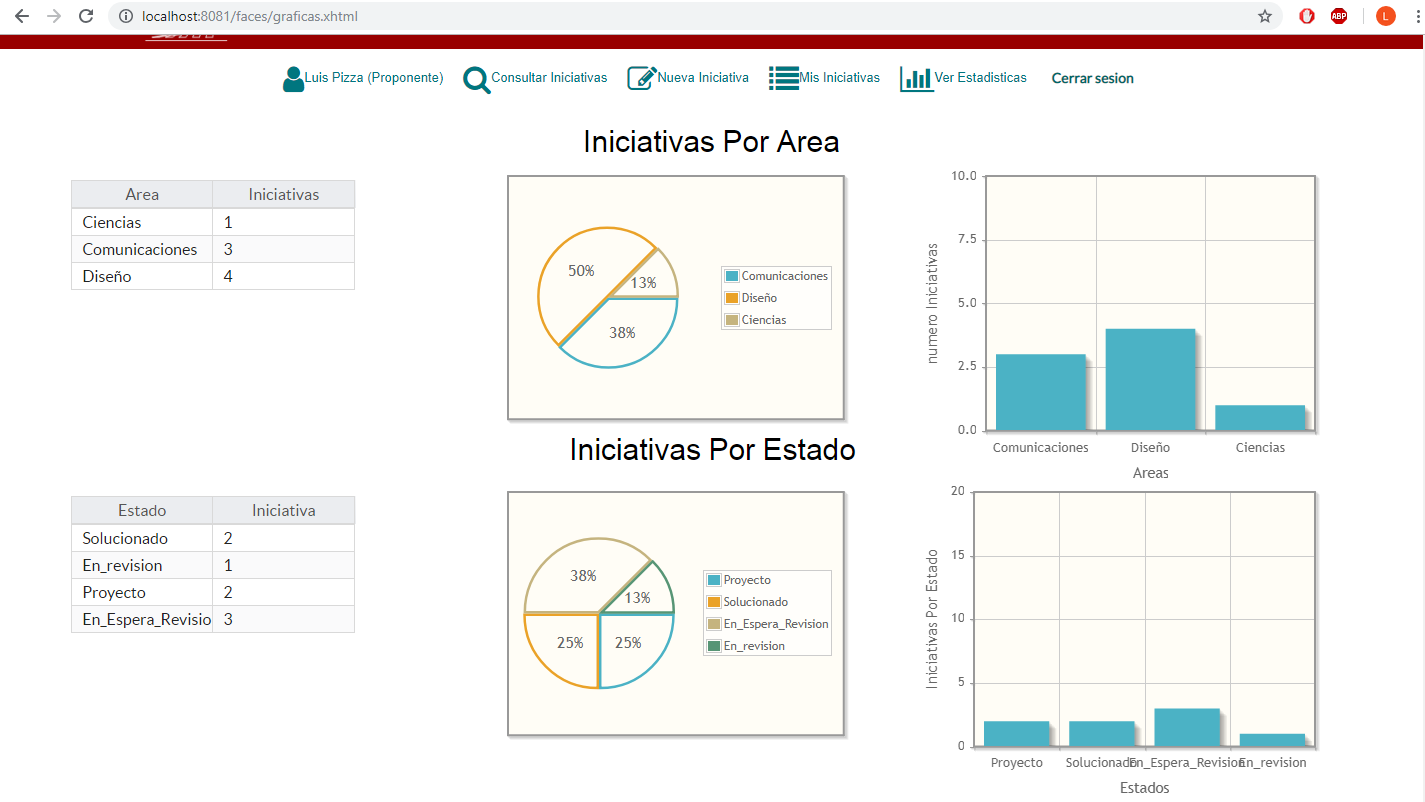 localhost:8081/faces/graficas.xhtml
ABP
L
Luis Pizza (Proponente) Consultar Iniciativas Nueva Iniciativa Mis Iniciativas Ver Estadisticas Cerrar sesion
Iniciativas Por Area
Area Iniciativas
Ciencias 1
Comunicaciones 3
Diseño 4
50%
13%
38%
Comunicaciones
Diseño
Ciencias
numero Iniciativas
10.0
7.5
5.0
2.5
0.0
Comunicaciones Diseño Ciencias
Areas
Iniciativas Por Estado
Estado Iniciativa
Solucionado 2
En_revision 1
Proyecto 2
En_Espera_Revisio 3
38%
13%
25% 25%
Proyecto
Solucionado
En_Espera_Revision
En_revision
Iniciativas Por Estado
20
15
10
5
0
Proyecto Solucionado En_Espera_Revision En_revision
Estados